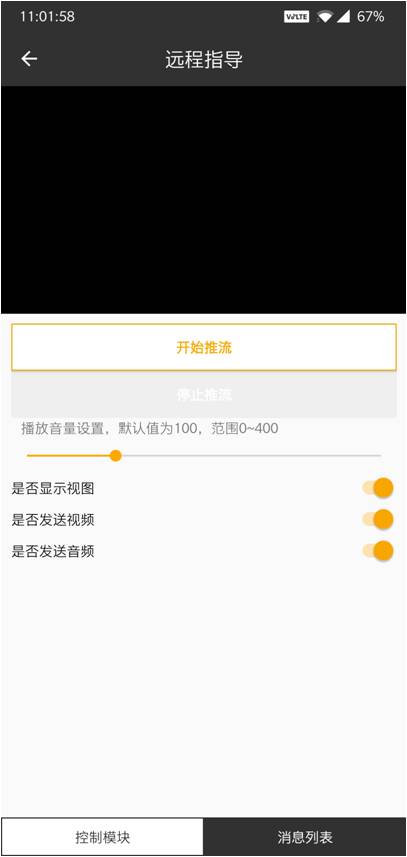 11:01:58 VoLTE 67%
远程指导
开始推流
停止推流
播放音量设置，默认值为100，范围0~400
是否显示视图
是否发送视频
是否发送音频
控制模块 消息列表